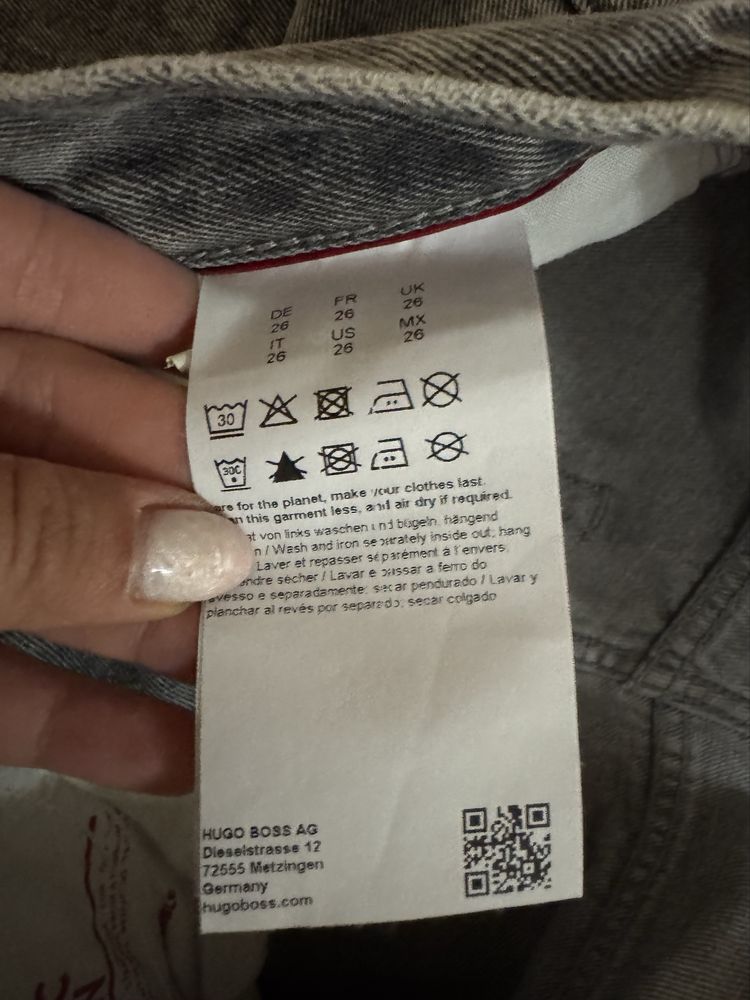 DE FR UK
26 26 26
IT US MX
26 26 26
30
30C
for the planet, make your clothes last.
this garment less, and air dry if required.
von links waschen und bügeln, hängend
/ Wash and iron separately inside out, hang
Laver et repasser séparément à l'envers,
sécher / Lavar e passar a ferro do
avesso e separadamente; secar pendurado / Lavar y
planchar al revés por separado; secar colgado
HUGO BOSS AG
Dieselstrasse 12
72555 Metzingen
Germany
hugoboss.com